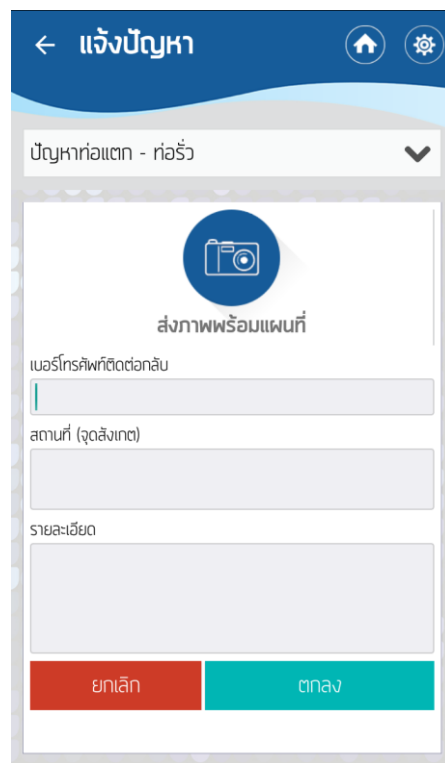 แจ้งปัญหา
ปัญหาท่อแตก - ท่อรั่ว
ส่งภาพพร้อมแผนที่
เบอร์โทรศัพท์ติดต่อกลับ
สถานที่ (จุดสังเกต)
รายละเอียด
ยกเลิก ตกลง